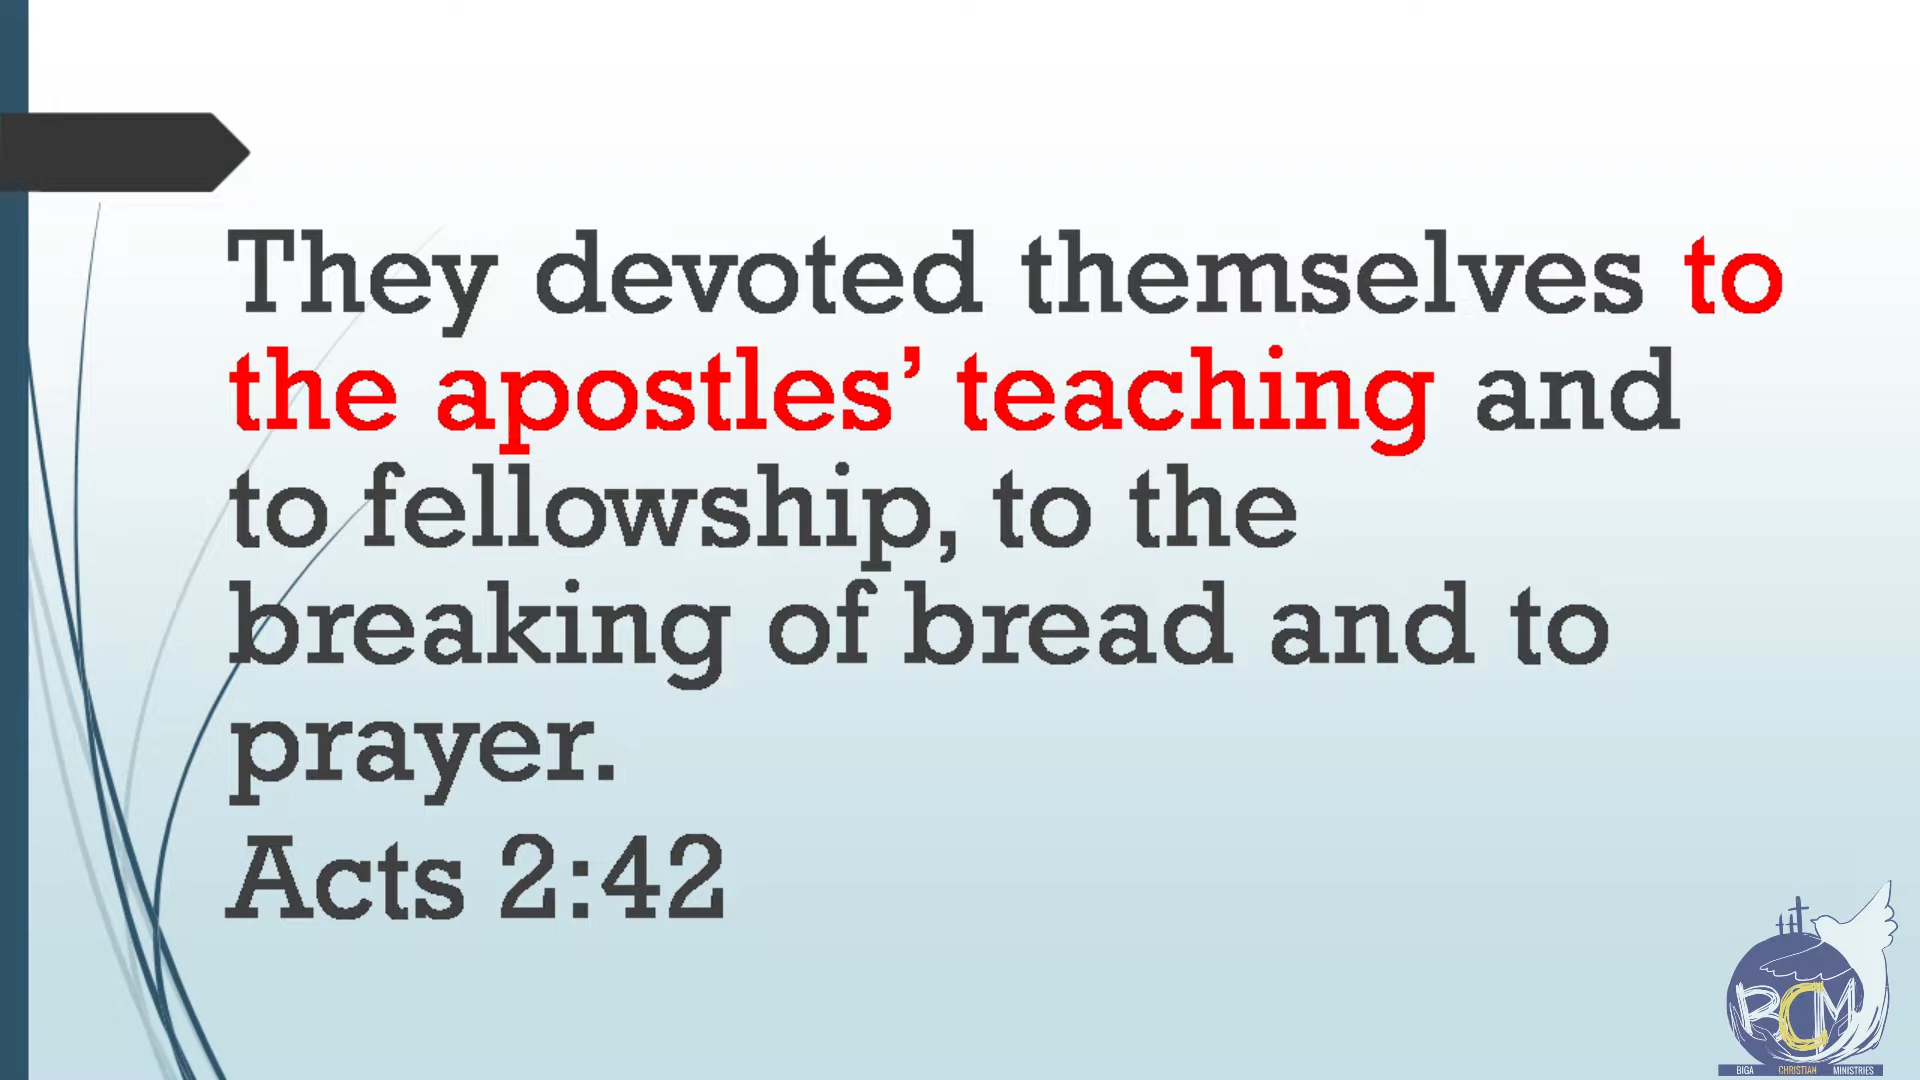 They devoted themselves to
the apostles’ teaching and
to fellowship, to the
breaking of bread and to
prayer.
Acts 2:42
BCM
BIGA CHRISTIAN MINISTRIES